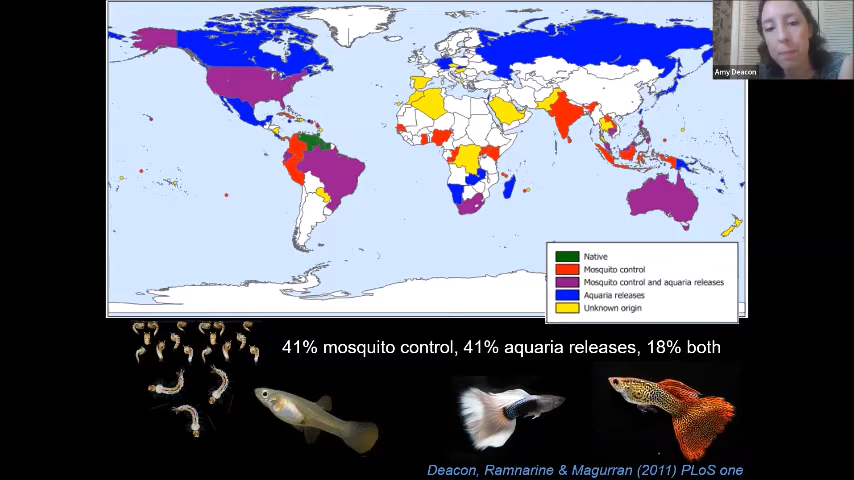 Amy Deacon
Native
Mosquito control
Mosquito control and aquaria releases
Aquaria releases
Unknown origin
41% mosquito control, 41% aquaria releases, 18% both
Deacon, Ramnarine & Magurran (2011) PLoS one